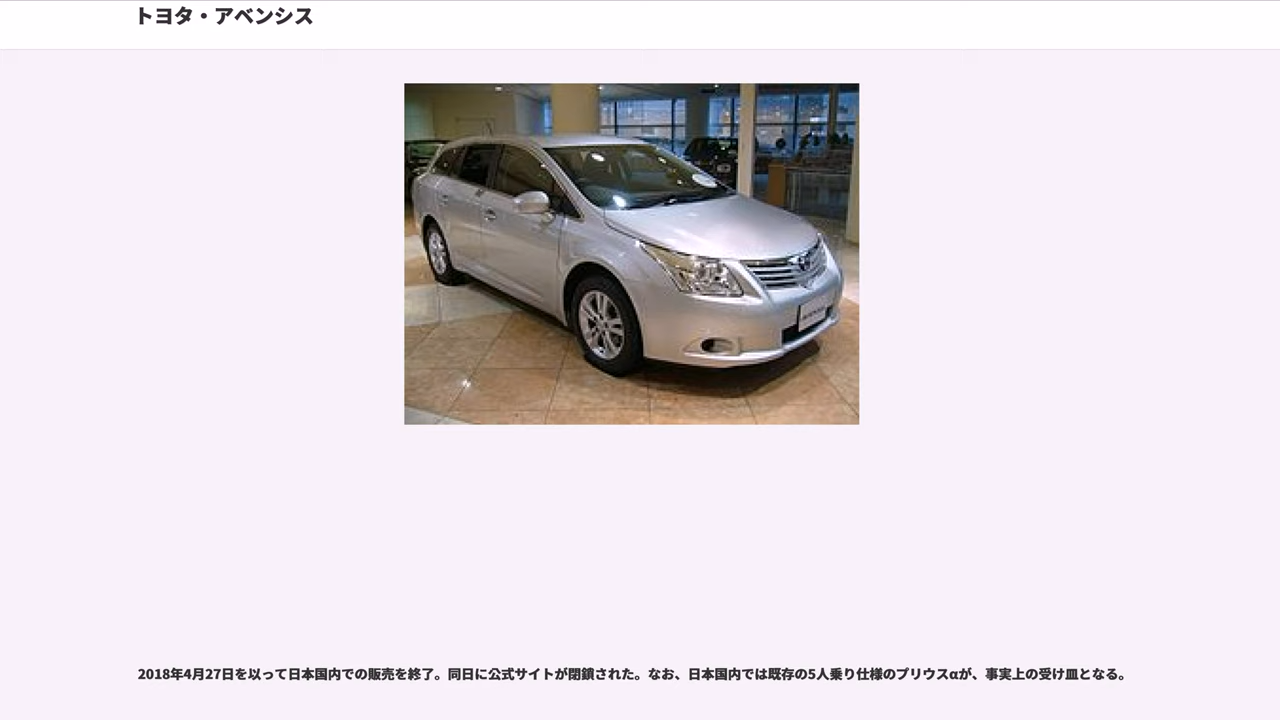 トヨタ・アベンシス
2018年4月27日を以って日本国内での販売を終了。同日に公式サイトが閉鎖された。なお、日本国内では既存の5人乗り仕様のプリウスαが、事実上の受け皿となる。